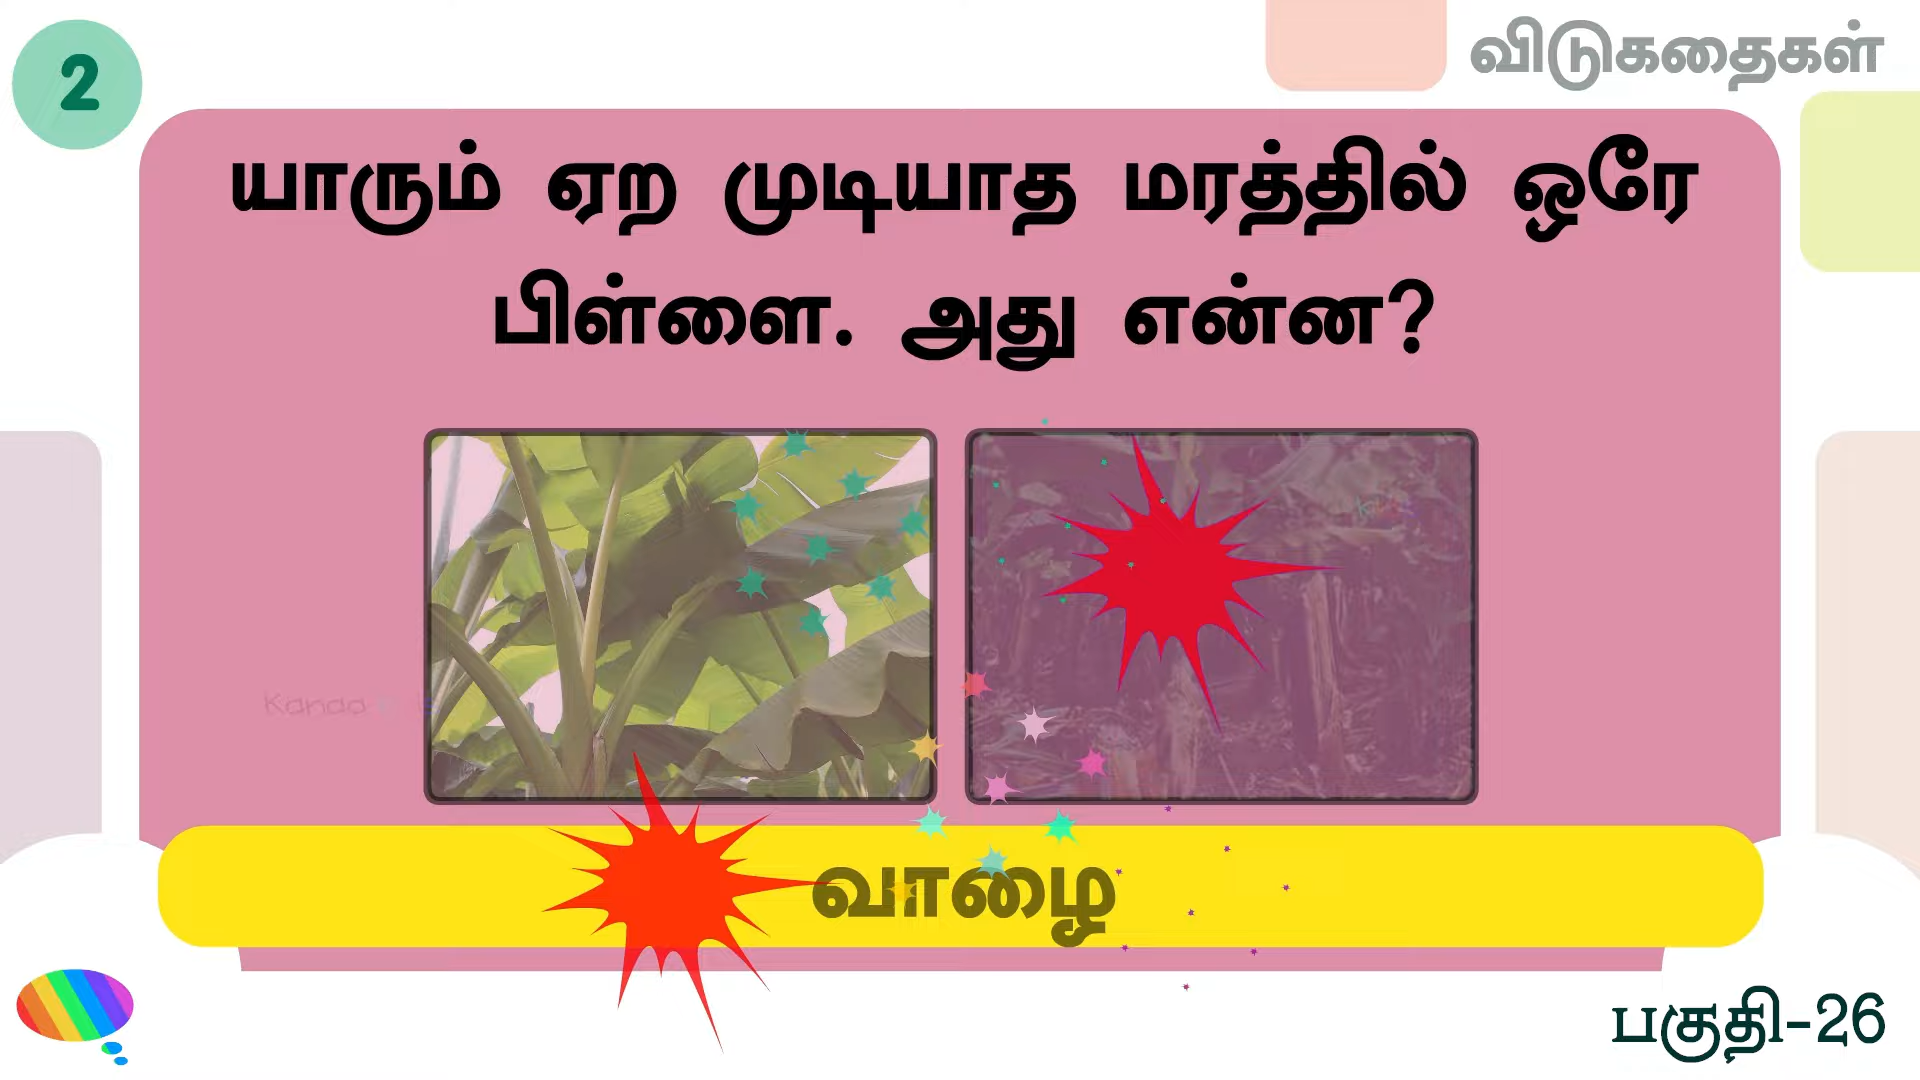 2
விடுகதைகள்
யாரும் ஏற முடியாத மரத்தில் ஒரே
பிள்ளை. அது என்ன?
வாழை
பகுதி-26